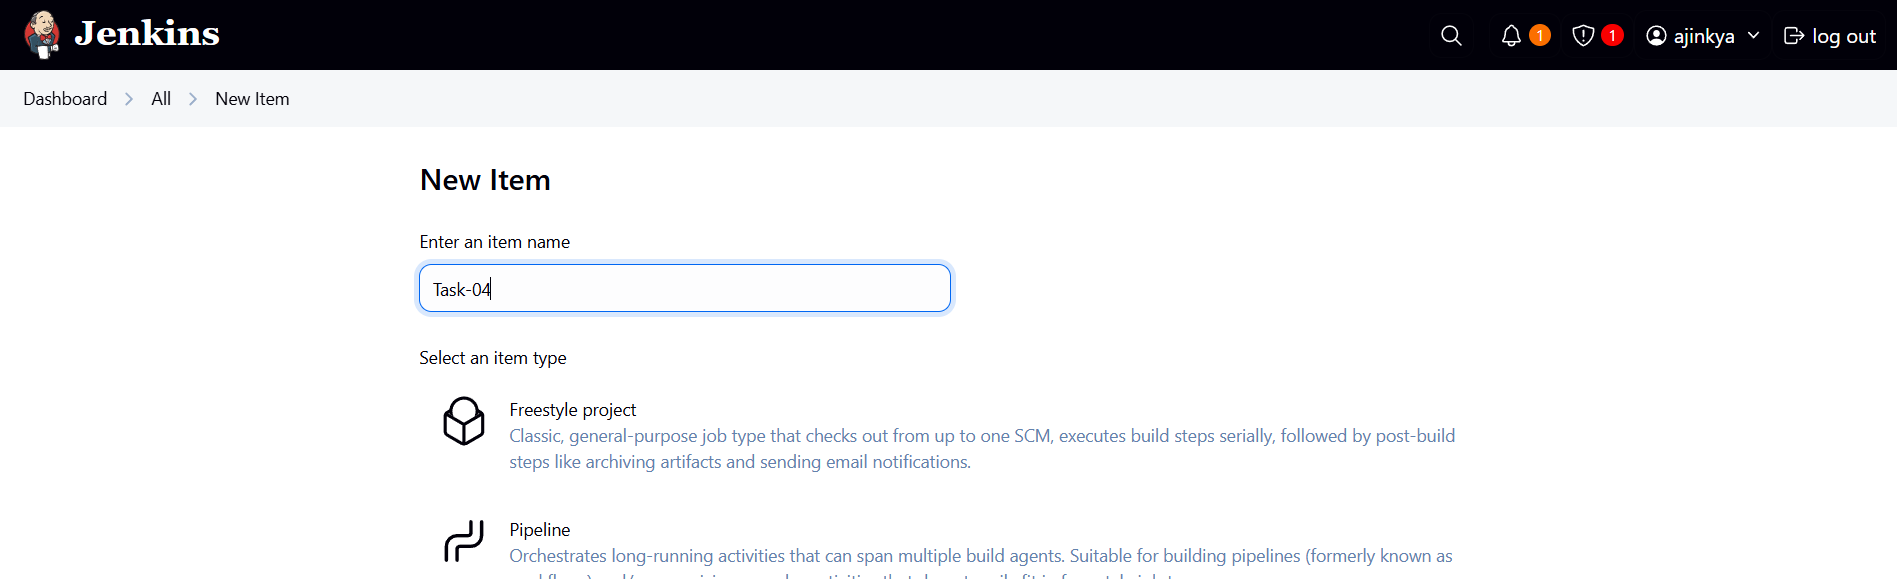 Jenkins
1
1
ajinkya
log out
Dashboard
All
New Item
New Item
Enter an item name
Task-04
Select an item type
Freestyle project
Classic, general-purpose job type that checks out from up to one SCM, executes build steps serially, followed by post-build
steps like archiving artifacts and sending email notifications.
Pipeline
Orchestrates long-running activities that can span multiple build agents. Suitable for building pipelines (formerly known as